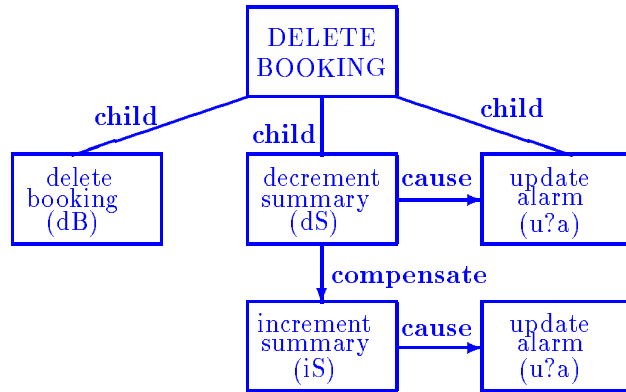 DELETE
BOOKING
child
child
child
delete
booking
(dB)
decrement
summary
(dS)
cause
update
alarm
(u?a)
compensate
increment
summary
(iS)
cause
update
alarm
(u?a)